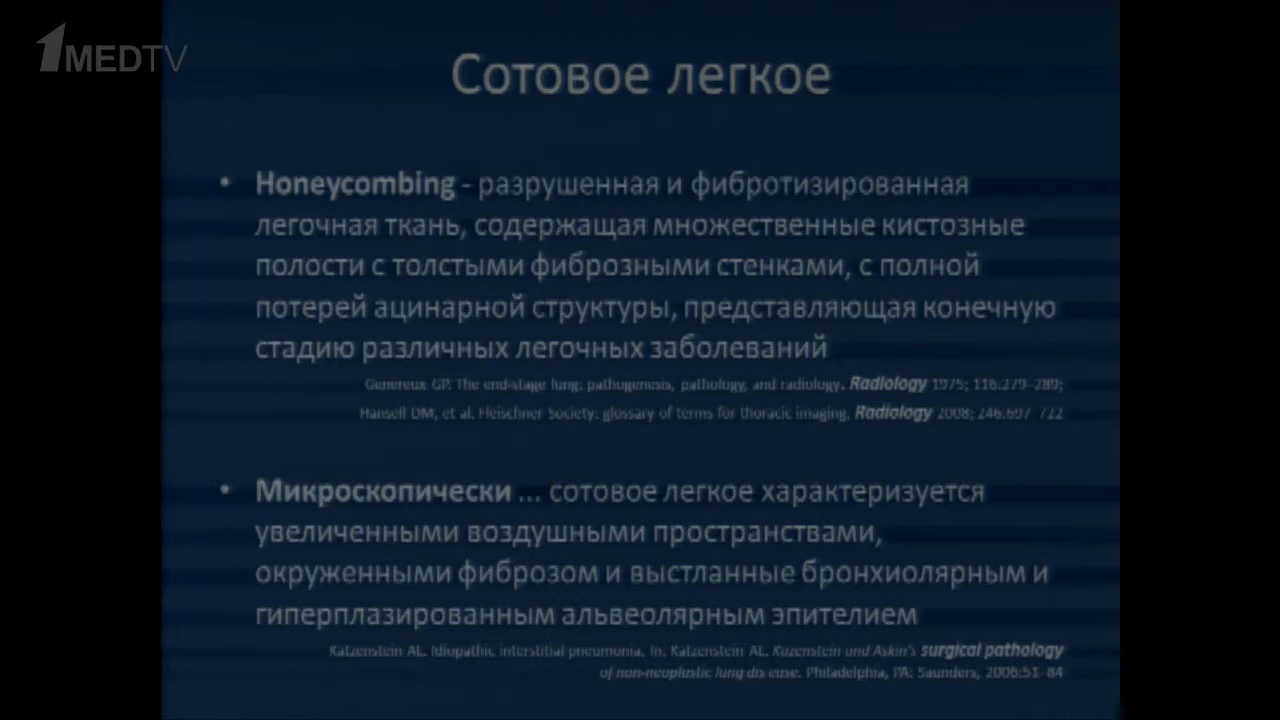 1MEDTV
Сотовое легкое
• Honeycombing - разрушенная и фибротизированная
легочная ткань, содержащая множественные кистозные
полости с толстыми фиброзными стенками, с полной
потерей ацинарной структуры, представляющая конечную
стадию различных легочных заболеваний
Genereux GP. The end-stage lung: pathogenesis, pathology, and radiology. Radiology 1975; 116:279–289;
Hansell DM, et al. Fleischner Society: glossary of terms for thoracic imaging. Radiology 2008; 246:697–722
• Микроскопически ... сотовое легкое характеризуется
увеличенными воздушными пространствами,
окруженными фиброзом и выстланные бронхиолярным и
гиперплазированным альвеолярным эпителием
Katzenstein AL. Idiopathic interstitial pneumonia. In: Katzenstein AL. Kazenstein and Askin's surgical pathology
of non-neoplastic lung dis ease. Philadelphia, PA: Saunders, 2006:51–84